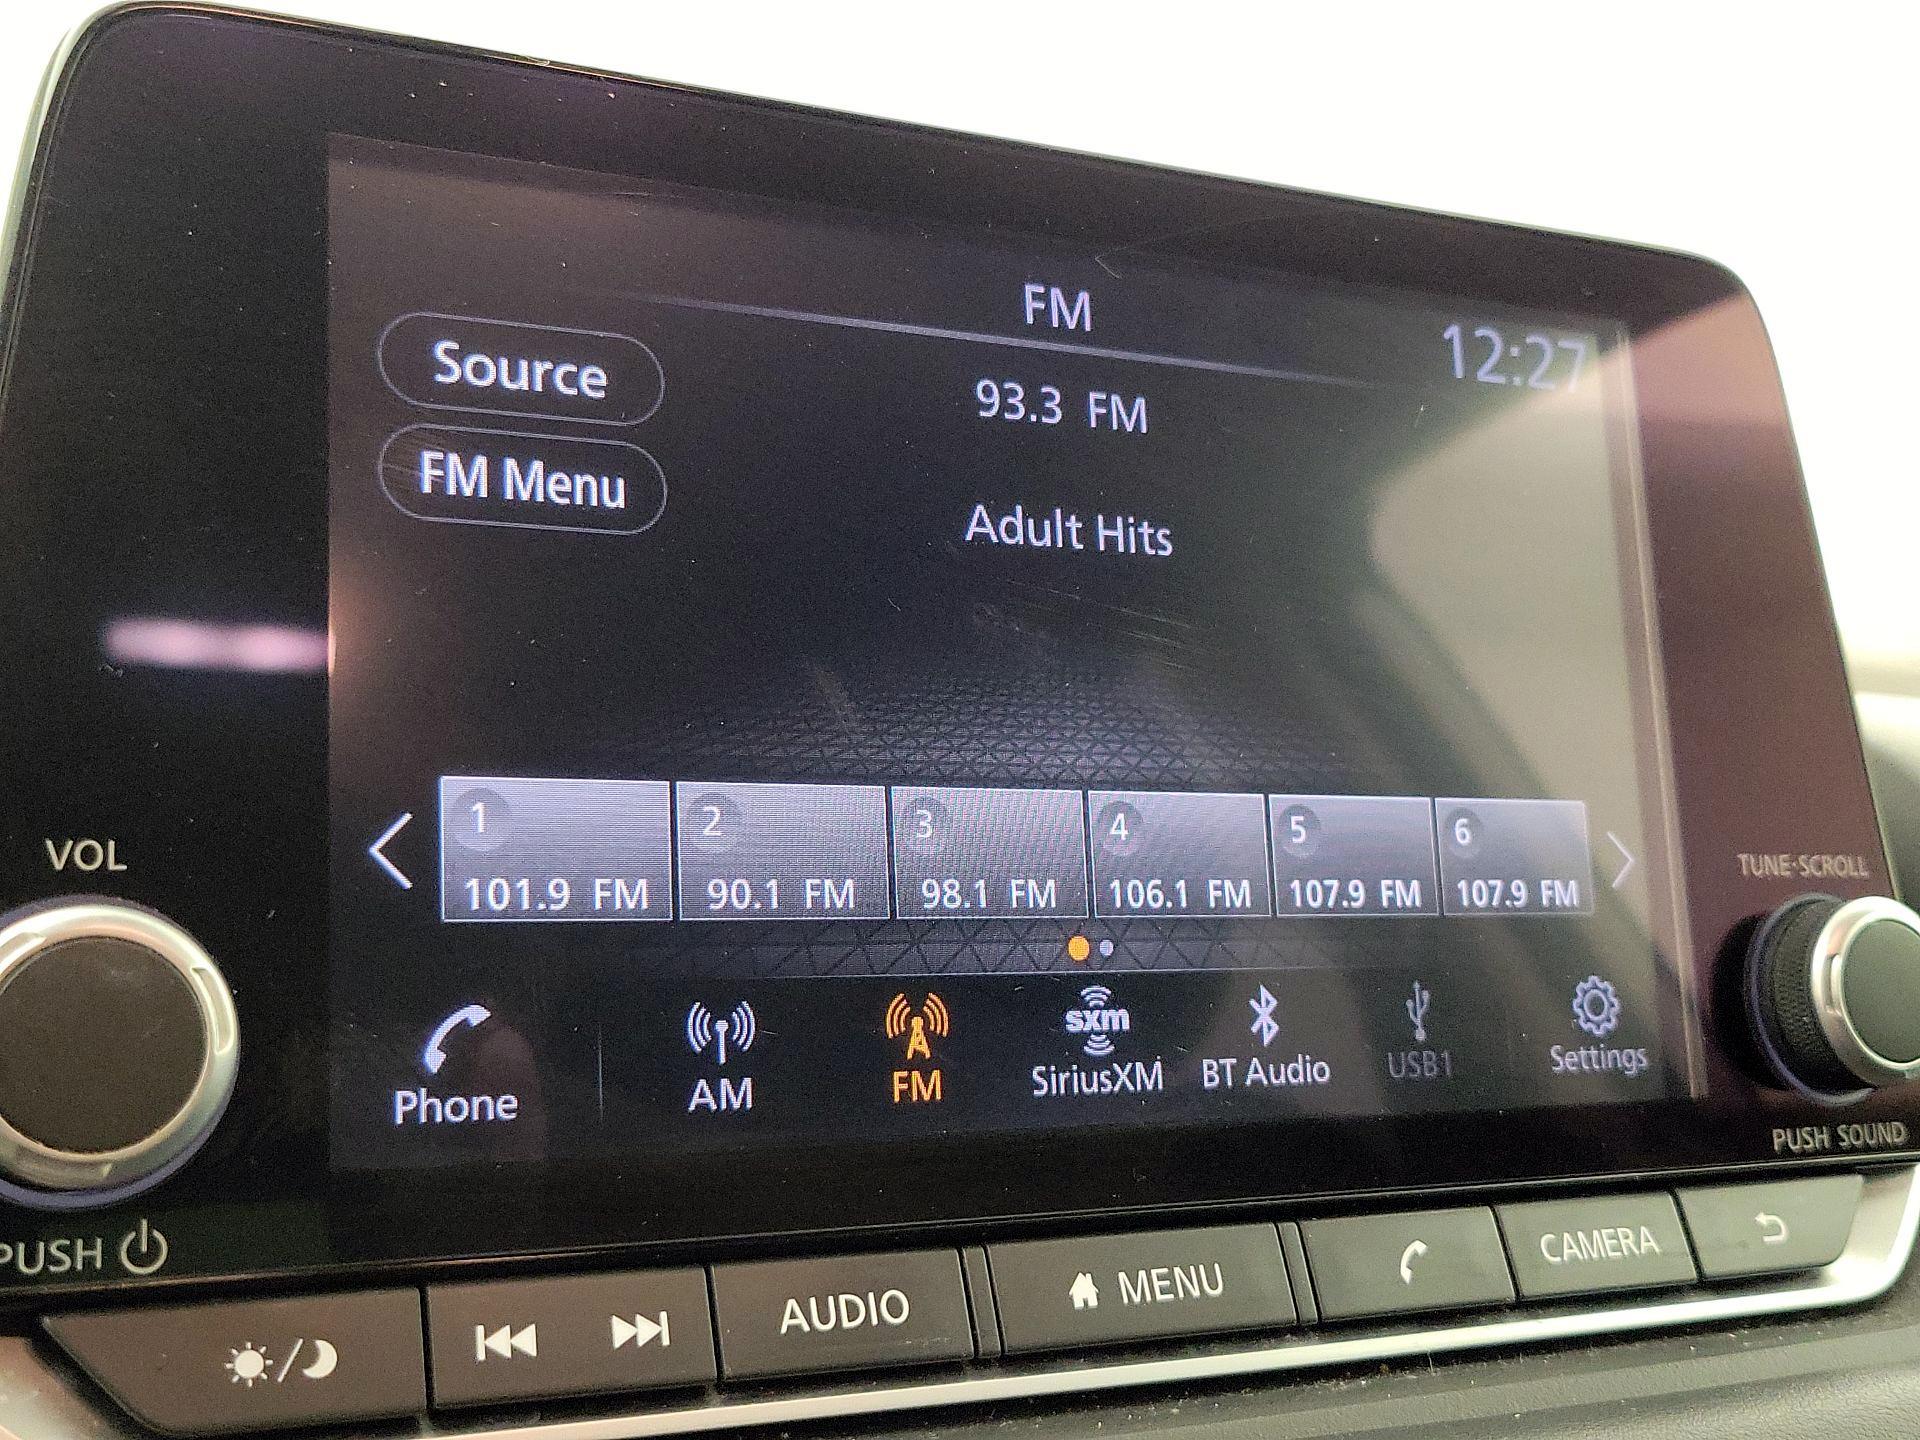 FM
12:27
Source
93.3 FM
FM Menu
Adult Hits
1 2 3 4 5 6
101.9 FM 90.1 FM 98.1 FM 106.1 FM 107.9 FM 107.9 FM
VOL
TUNE·SCROLL
sxm
Phone AM FM SiriusXM BT Audio USB1 Settings
PUSH SOUND
PUSH
AUDIO MENU CAMERA